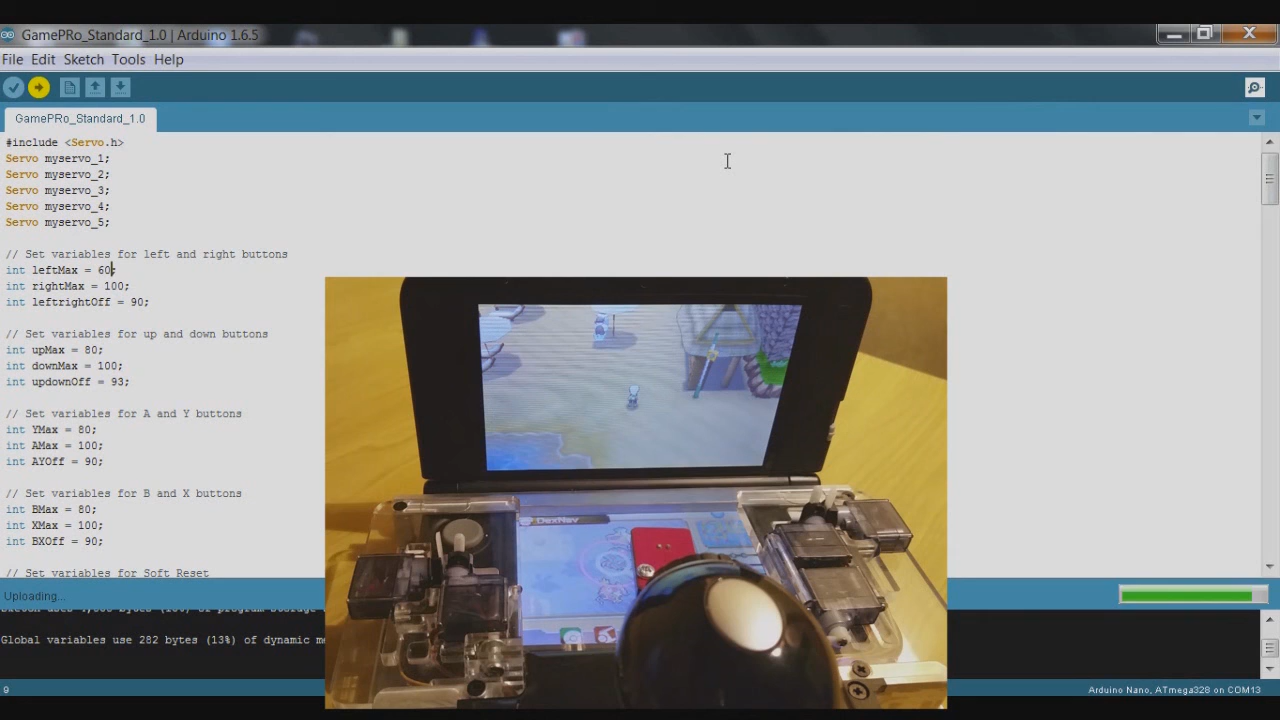 GamePRo_Standard_1.0 | Arduino 1.6.5
File Edit Sketch Tools Help
GamePRo_Standard_1.0
#include <Servo.h>
Servo myservo_1;
Servo myservo_2;
Servo myservo_3;
Servo myservo_4;
Servo myservo_5;
// Set variables for left and right buttons
int leftMax = 60;
int rightMax = 100;
int leftrightOff = 90;
// Set variables for up and down buttons
int upMax = 80;
int downMax = 100;
int updownOff = 93;
// Set variables for A and Y buttons
int YMax = 80;
int AMax = 100;
int AYOff = 90;
// Set variables for B and X buttons
int BMax = 80;
int XMax = 100;
int BXOff = 90;
// Set variables for Soft Reset
DexNav
Uploading...
Global variables use 282 bytes (13%) of dynamic
9
Arduino Nano, ATmega328 on COM13